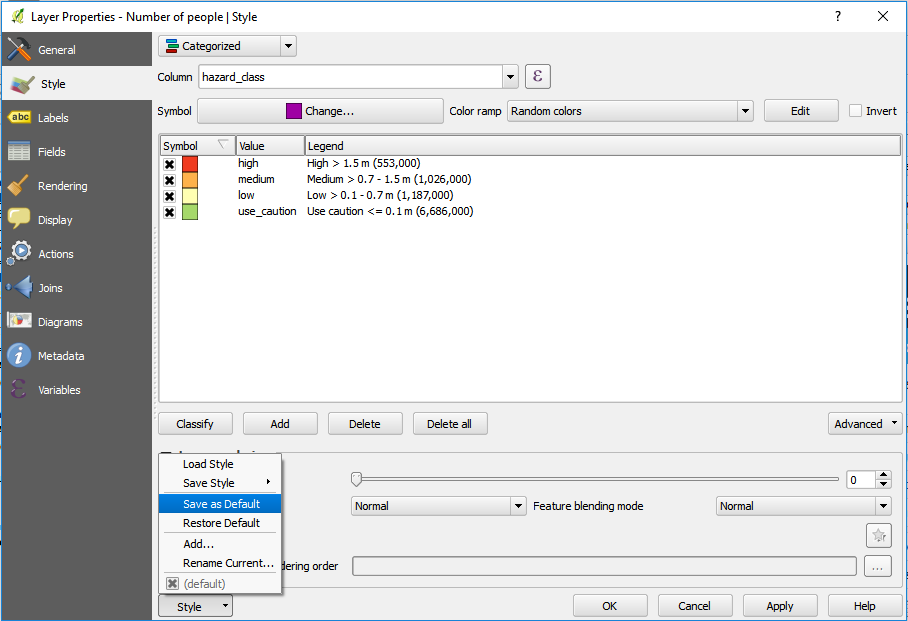 Layer Properties - Number of people | Style
?
General
Style
abc Labels
Fields
Rendering
Display
Actions
Joins
Diagrams
Metadata
Variables
Categorized
Column hazard_class ε
Symbol Change... Color ramp Random colors Edit Invert
Symbol Value Legend
high High > 1.5 m (553,000)
medium Medium > 0.7 - 1.5 m (1,026,000)
low Low > 0.1 - 0.7 m (1,187,000)
use_caution Use caution <= 0.1 m (6,686,000)
Classify Add Delete Delete all Advanced
0
Normal Feature blending mode Normal
dering order ...
Load Style
Save Style
Save as Default
Restore Default
Add...
Rename Current...
(default)
Style OK Cancel Apply Help